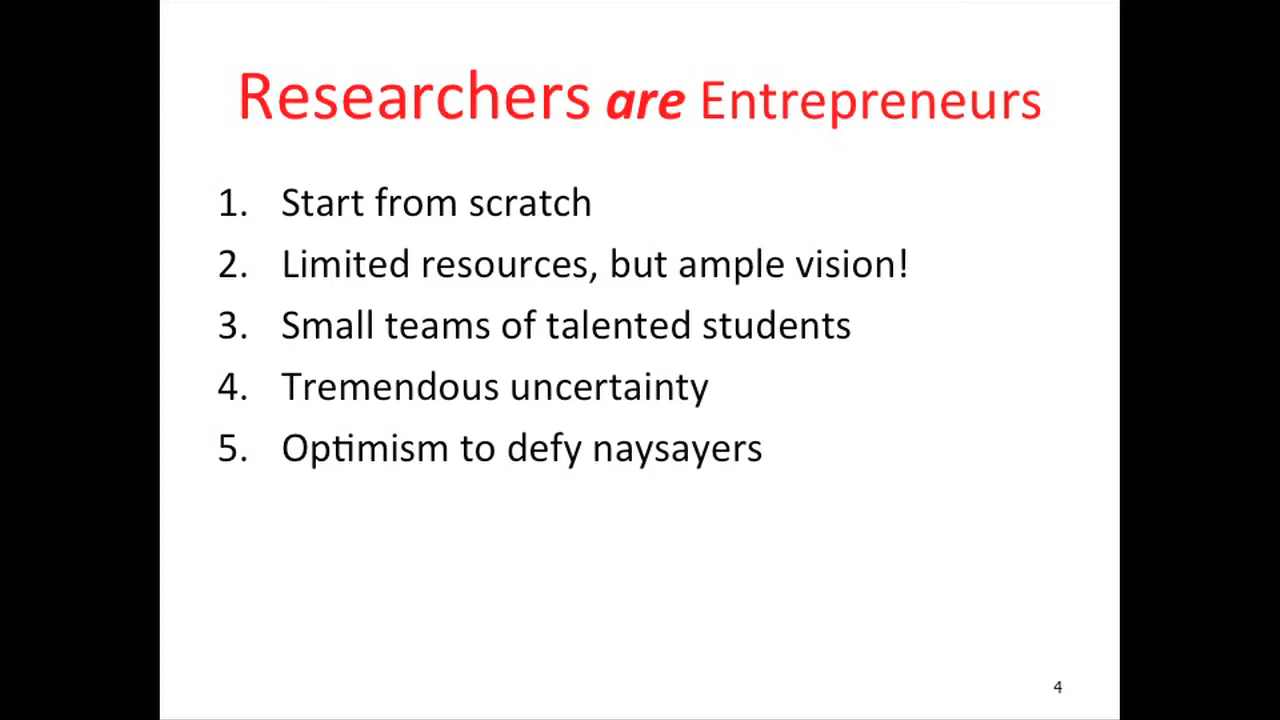 Researchers are Entrepreneurs
1. Start from scratch
2. Limited resources, but ample vision!
3. Small teams of talented students
4. Tremendous uncertainty
5. Optimism to defy naysayers
4